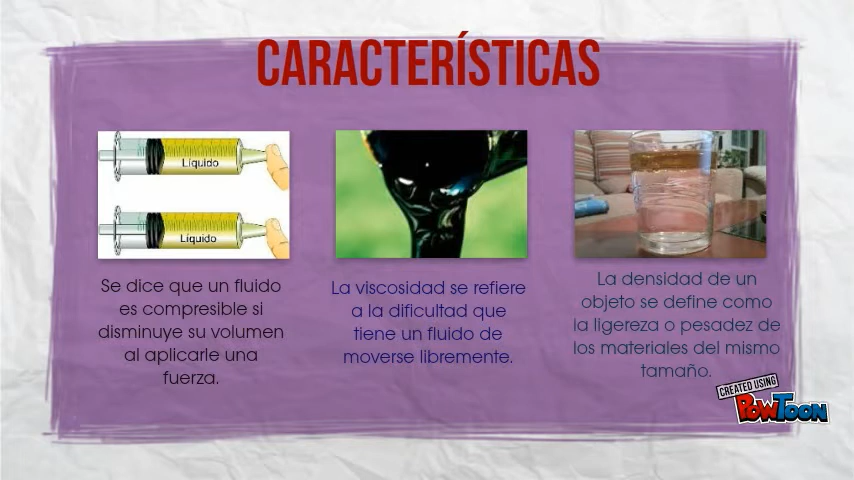 CARACTERÍSTICAS
Líquido
Líquido
Se dice que un fluido
es compresible si
disminuye su volumen
al aplicarle una
fuerza.
La viscosidad se refiere
a la dificultad que
tiene un fluido de
moverse libremente.
La densidad de un
objeto se define como
la ligereza o pesadez de
los materiales del mismo
tamaño.
CREATED USING
POWTOON